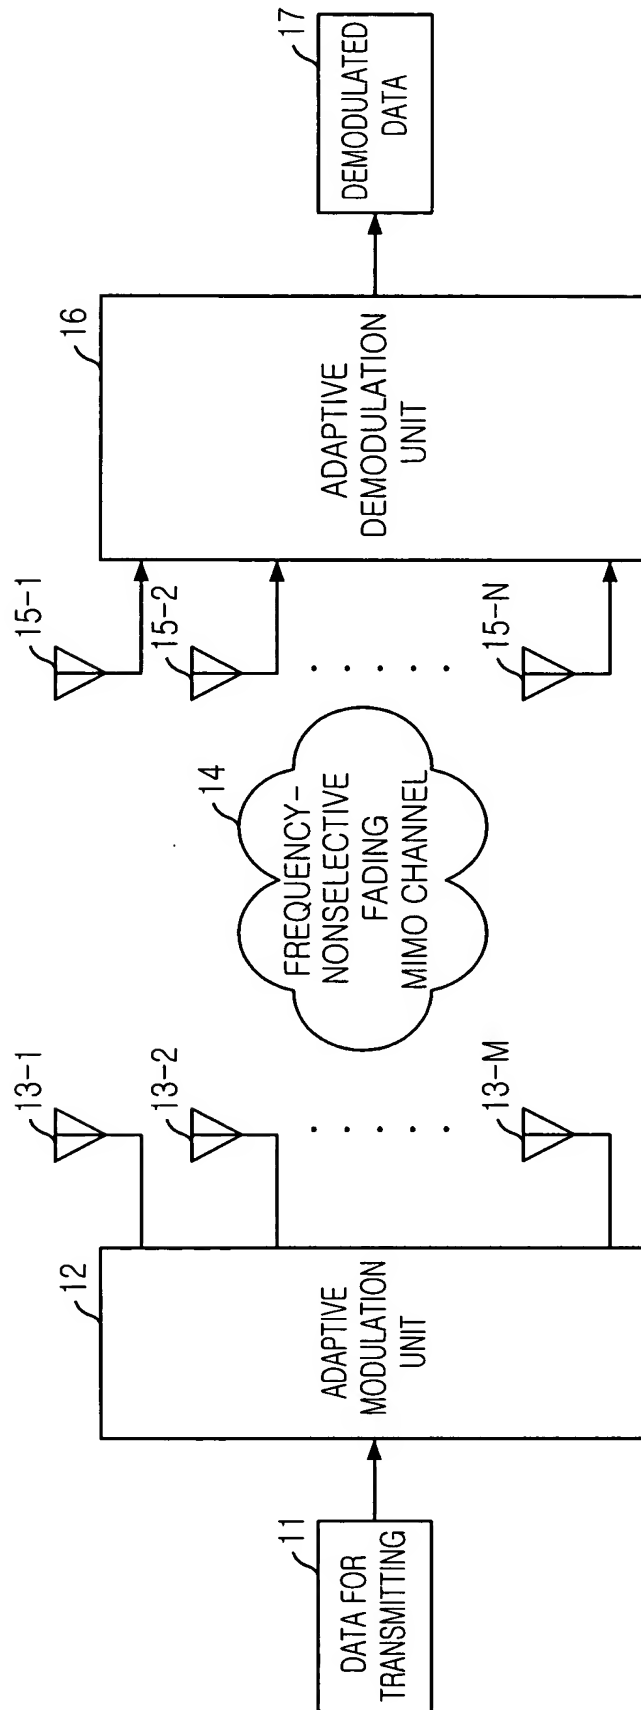 11
DATA FOR
TRANSMITTING
12
ADAPTIVE
MODULATION
UNIT
13-1
13-2
. . . . .
13-M
14
FREQUENCY-
NONSELECTIVE
FADING
MIMO CHANNEL
15-1
15-2
. . . . .
15-N
16
ADAPTIVE
DEMODULATION
UNIT
17
DEMODULATED
DATA